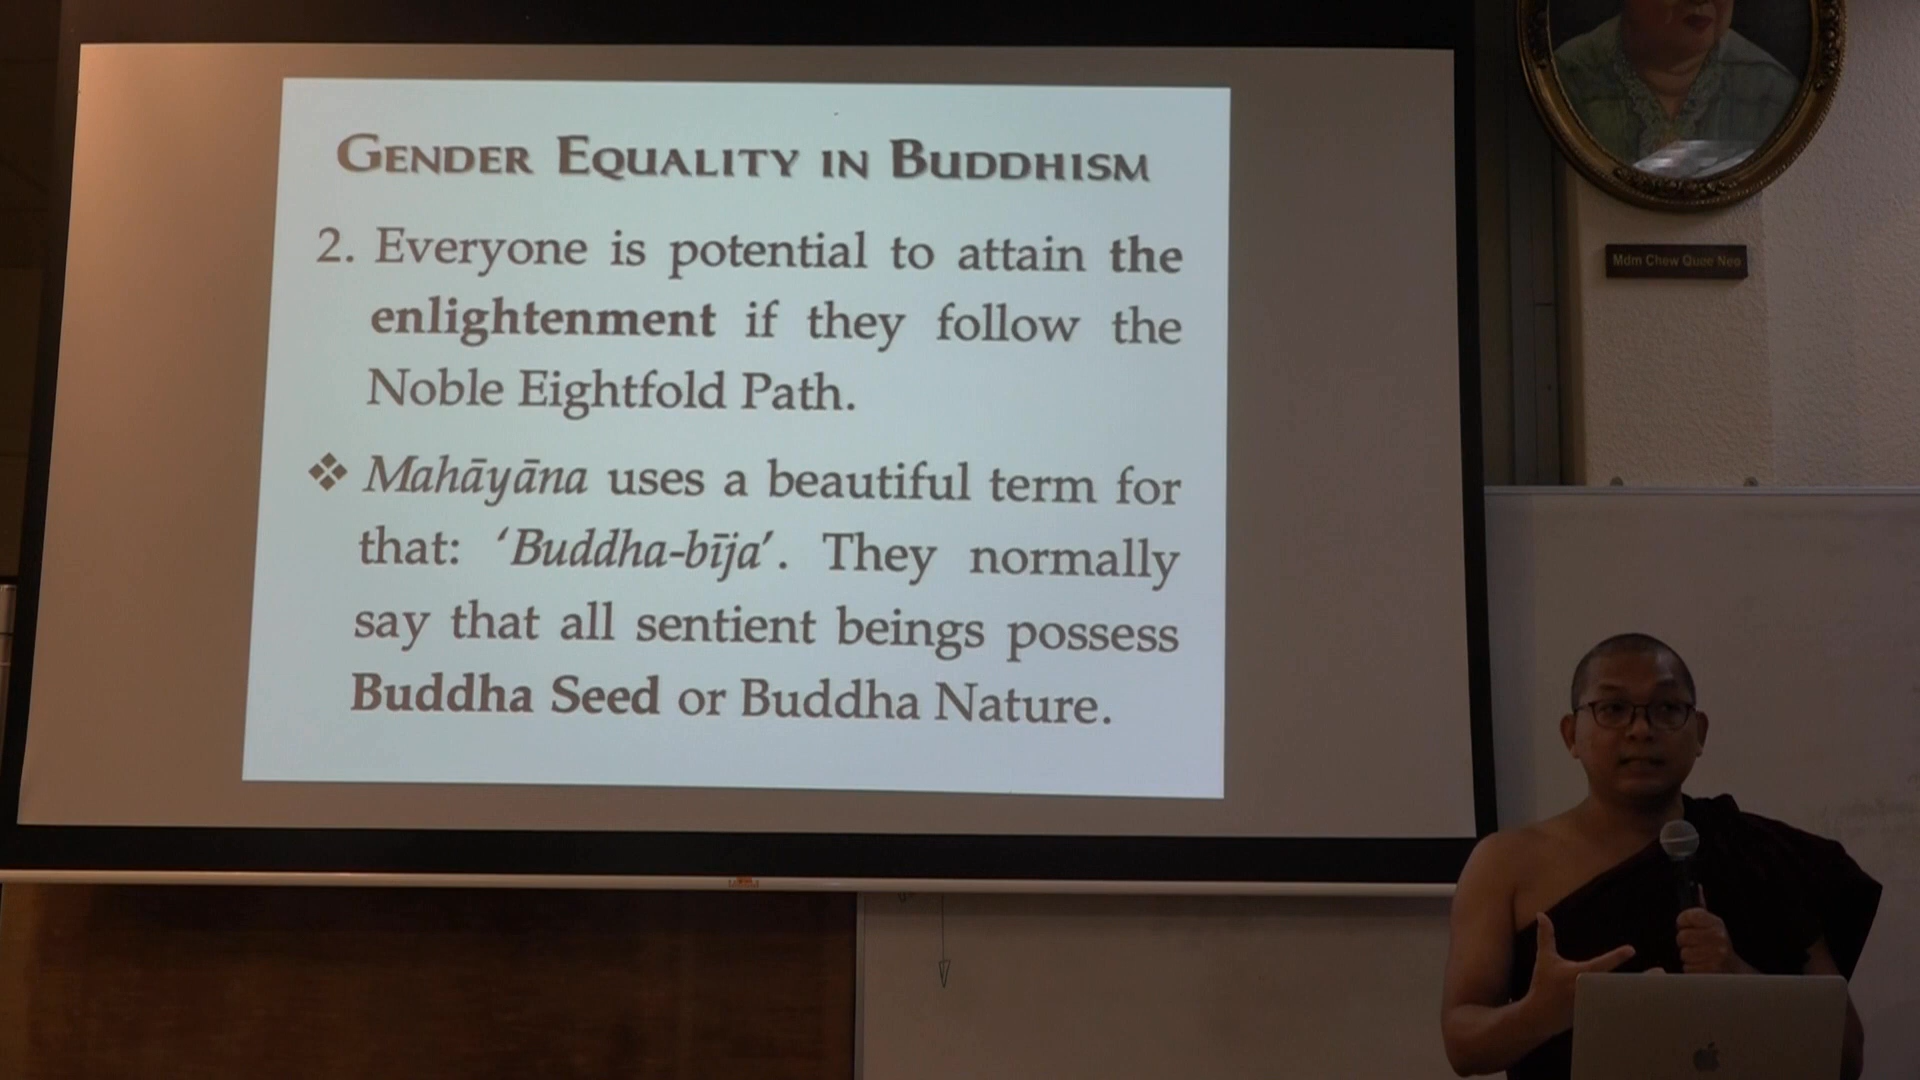 GENDER EQUALITY IN BUDDHISM
2. Everyone is potential to attain the
enlightenment if they follow the
Noble Eightfold Path.
❖ Mahāyāna uses a beautiful term for
that: ‘Buddha-bīja’. They normally
say that all sentient beings possess
Buddha Seed or Buddha Nature.
Mdm Chew Quee Neo